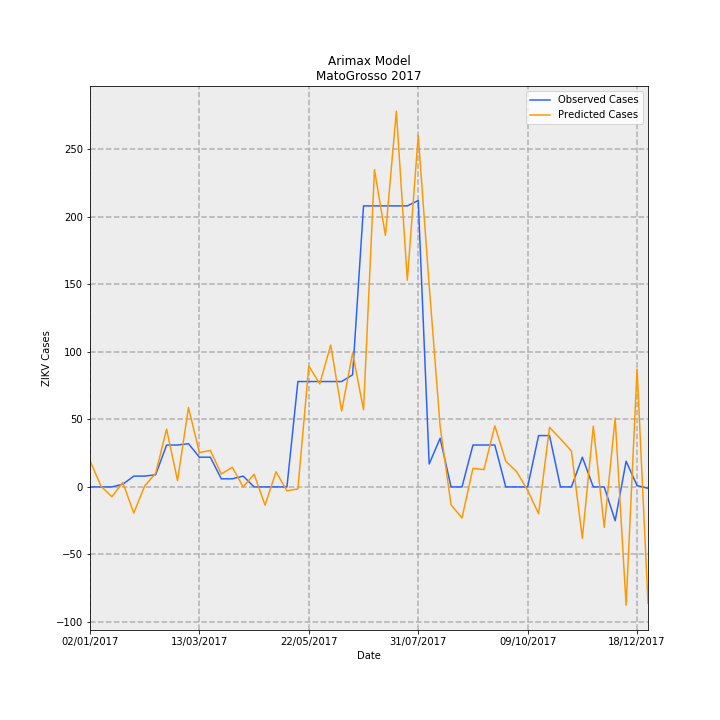 Arimax Model
MatoGrosso 2017
Observed Cases
Predicted Cases
ZIKV Cases
250
200
150
100
50
0
−50
−100
02/01/2017
13/03/2017
22/05/2017
31/07/2017
09/10/2017
18/12/2017
Date